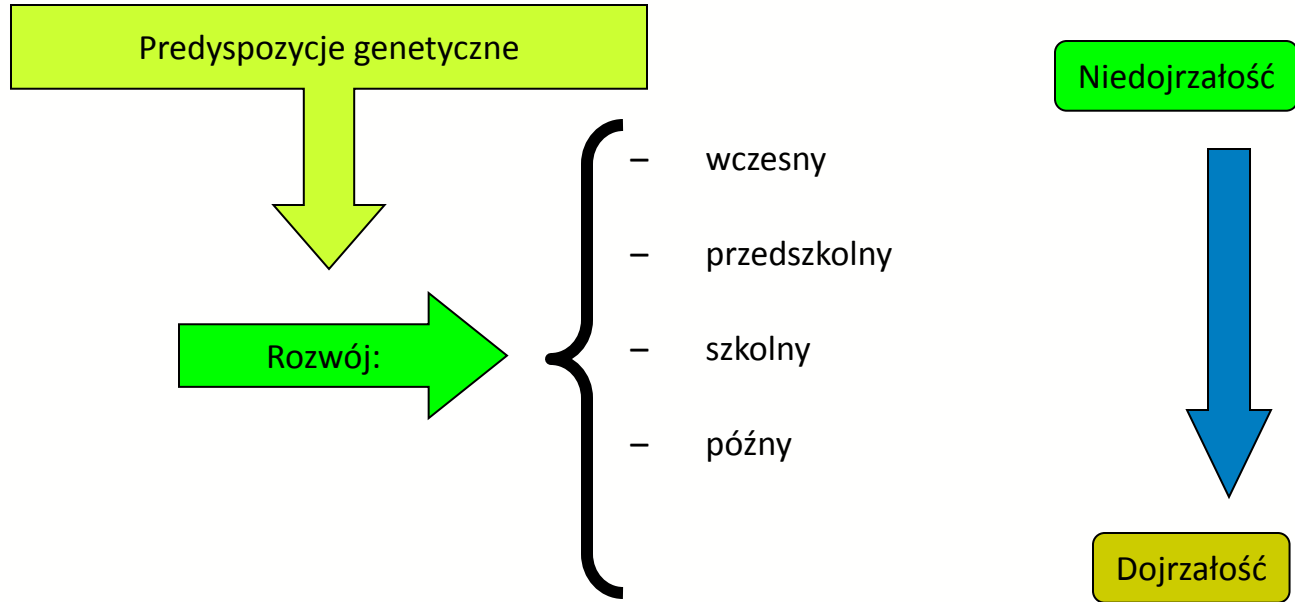 Predyspozycje genetyczne
Niedojrzałość
– wczesny
– przedszkolny
Rozwój:
– szkolny
– późny
Dojrzałość